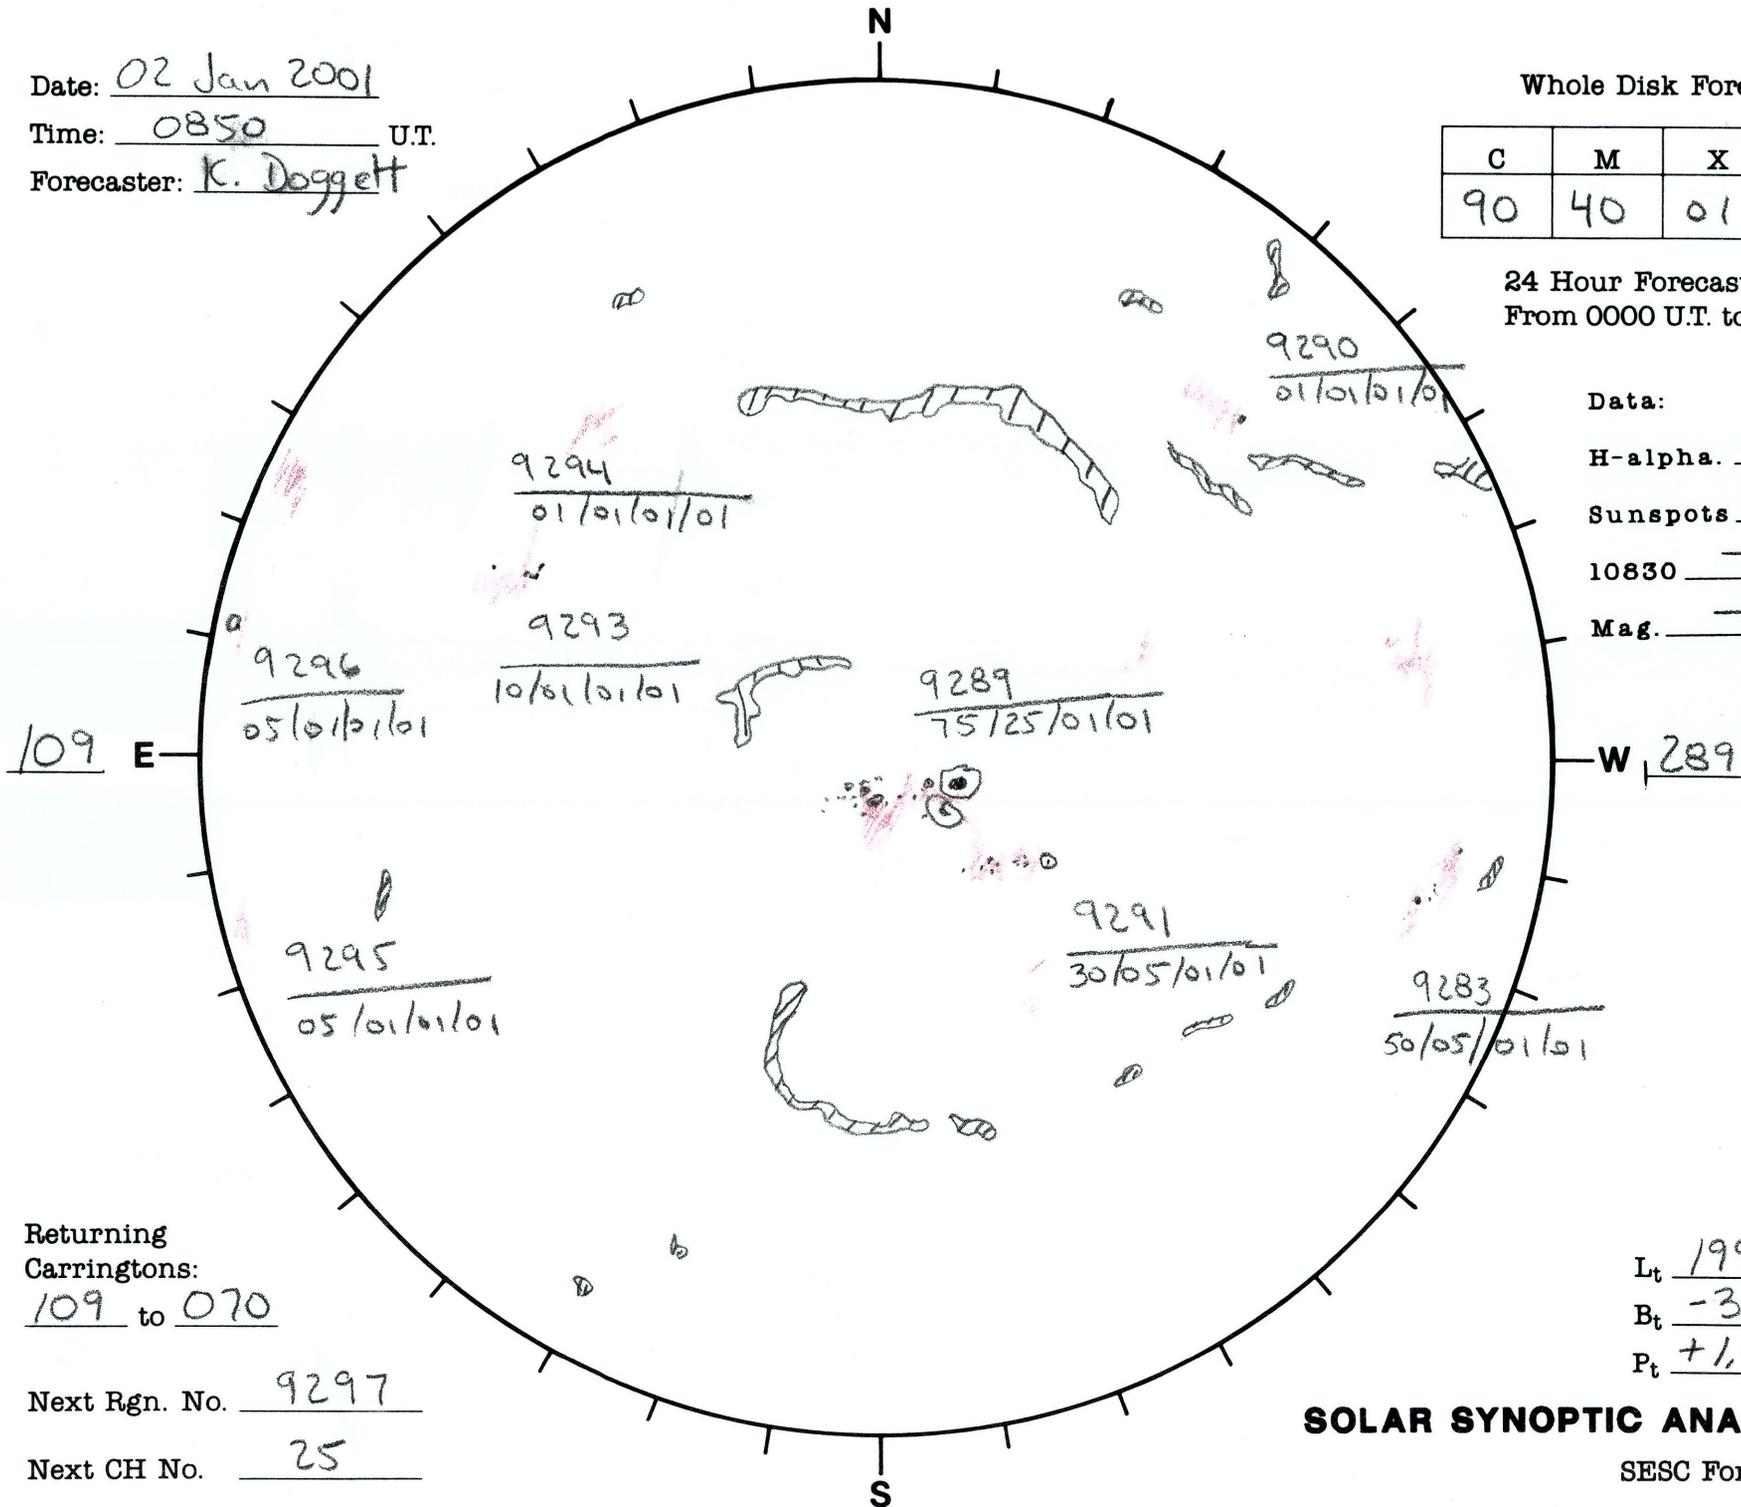 N
Date: 02 Jan 2001
Time: 0850 U.T.
Forecaster: K. Doggett
Whole Disk Fore
C M X
90 40 01
24 Hour Forecas
From 0000 U.T. to
9290
01/01/01/01
Data:
H-alpha.
Sunspots
10830
Mag.
9294
01/01/01/01
9293
10/01/01/01
9296
05/01/01/01
9289
75/25/01/01
109 E
W 289
9291
30/05/01/01
9295
05/01/01/01
9283
50/05/01/01
Returning
Carringtons:
109 to 070
Lt 199
Bt -3
Pt +1.
Next Rgn. No. 9297
Next CH No. 25
SOLAR SYNOPTIC ANA
SESC For
S